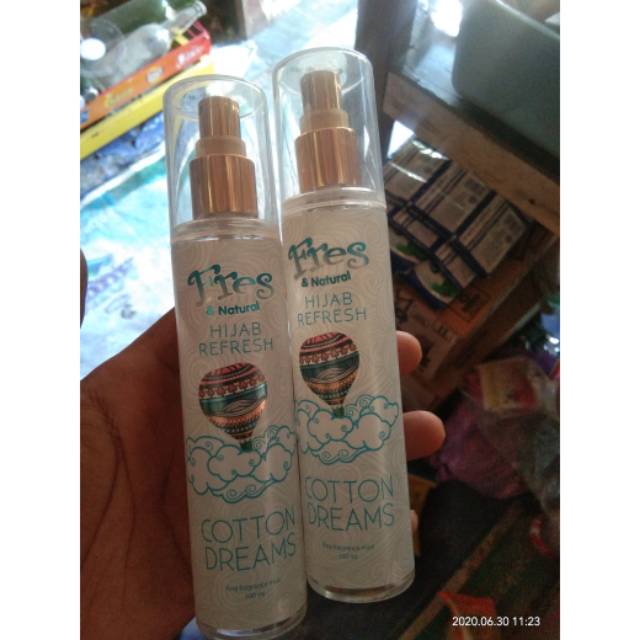 Fres
& Natural
HIJAB
REFRESH
COTTON
DREAMS
Fres
& Natural
HIJAB
REFRESH
COTTON
DREAMS
2020.06.30 11:23